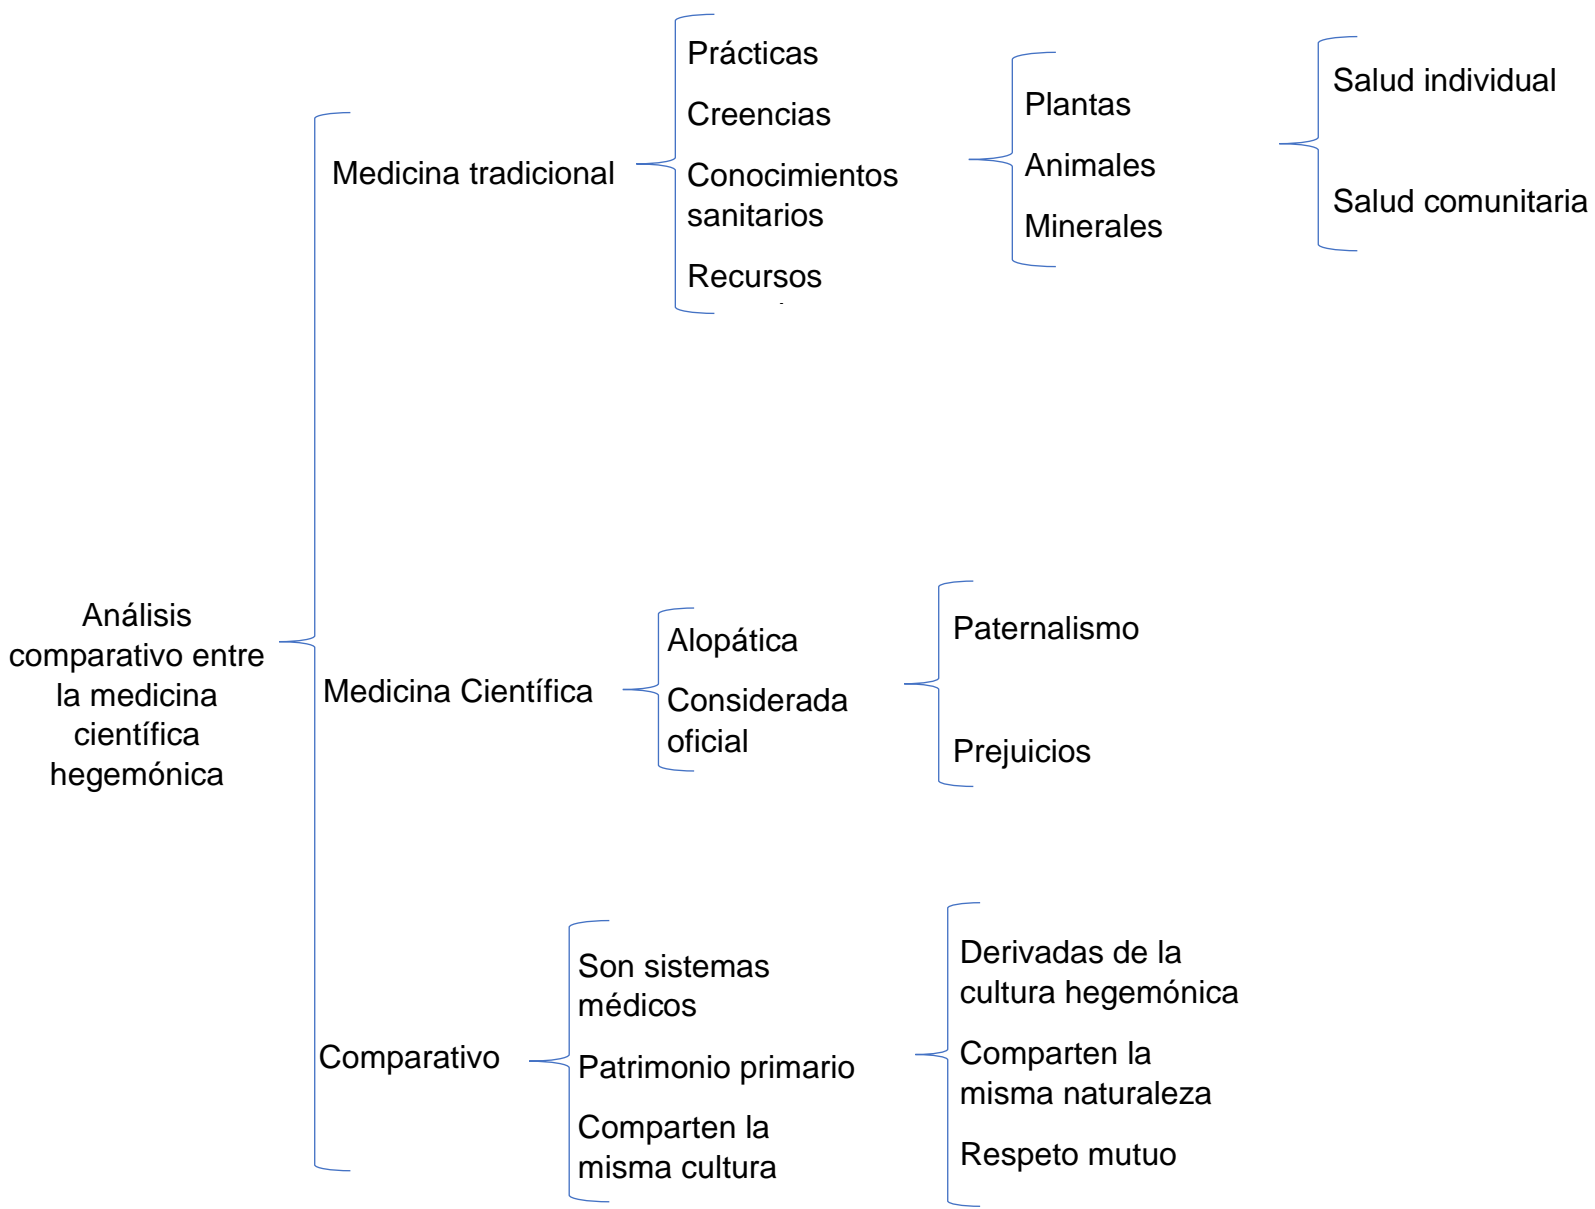 Análisis
comparativo entre
la medicina
científica
hegemónica
Medicina tradicional
Prácticas
Creencias
Conocimientos
sanitarios
Recursos
Plantas
Animales
Minerales
Salud individual
Salud comunitaria
Medicina Científica
Alopática
Considerada
oficial
Paternalismo
Prejuicios
Comparativo
Son sistemas
médicos
Patrimonio primario
Comparten la
misma cultura
Derivadas de la
cultura hegemónica
Comparten la
misma naturaleza
Respeto mutuo